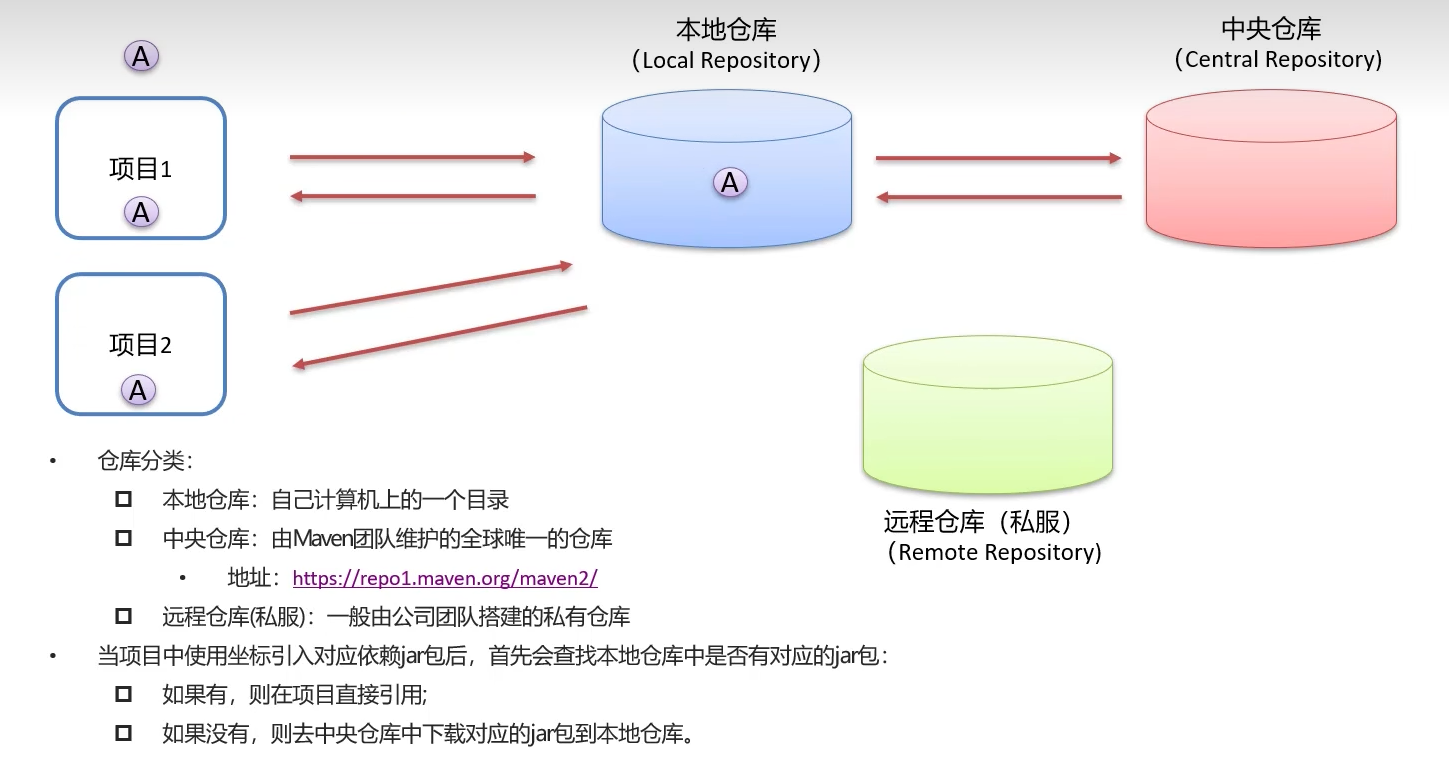 本地仓库
（Local Repository）
中央仓库
（Central Repository）
A
项目1
A
A
项目2
A
远程仓库（私服）
（Remote Repository）
• 仓库分类：
本地仓库：自己计算机上的一个目录
中央仓库：由Maven团队维护的全球唯一的仓库
• 地址：https://repo1.maven.org/maven2/
远程仓库(私服)：一般由公司团队搭建的私有仓库
• 当项目中使用坐标引入对应依赖jar包后，首先会查找本地仓库中是否有对应的jar包：
如果有，则在项目直接引用;
如果没有，则去中央仓库中下载对应的jar包到本地仓库。